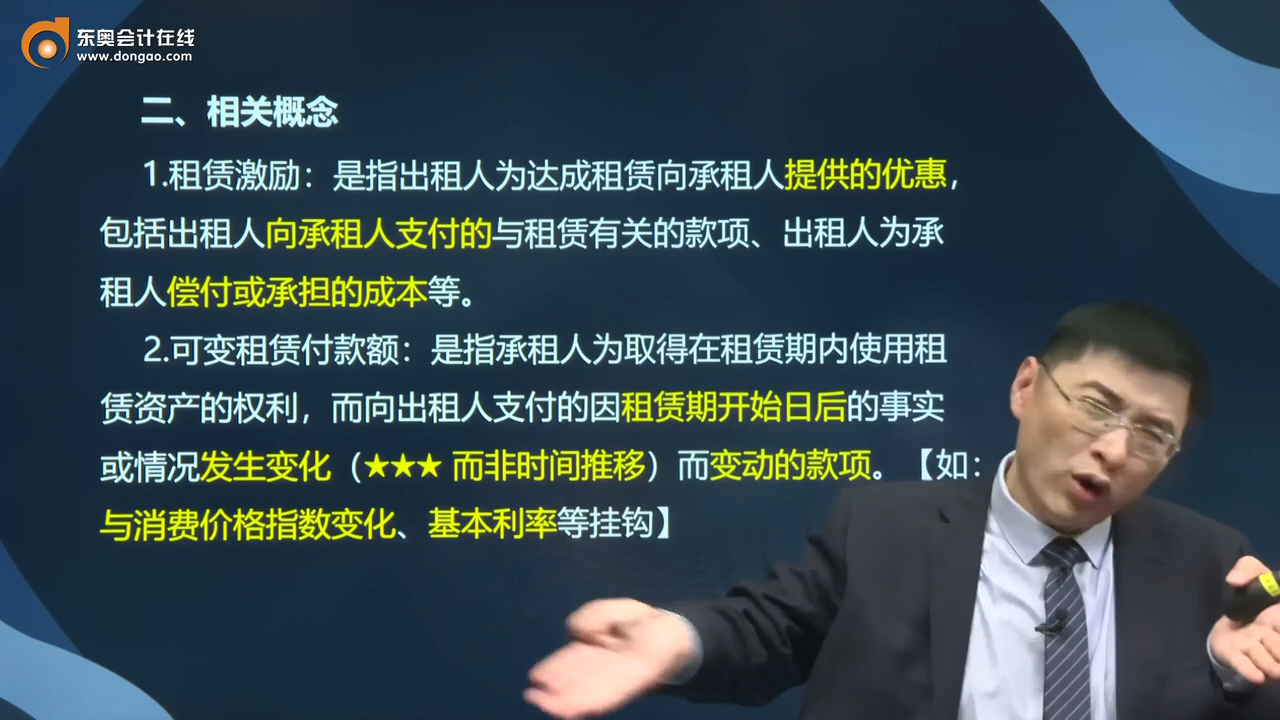 东奥会计在线
www.dongao.com
二、相关概念
1.租赁激励：是指出租人为达成租赁向承租人提供的优惠，
包括出租人向承租人支付的与租赁有关的款项、出租人为承
租人偿付或承担的成本等。
2.可变租赁付款额：是指承租人为取得在租赁期内使用租
赁资产的权利，而向出租人支付的因租赁期开始日后的事实
或情况发生变化（★★★ 而非时间推移）而变动的款项。【如：
与消费价格指数变化、基本利率等挂钩】